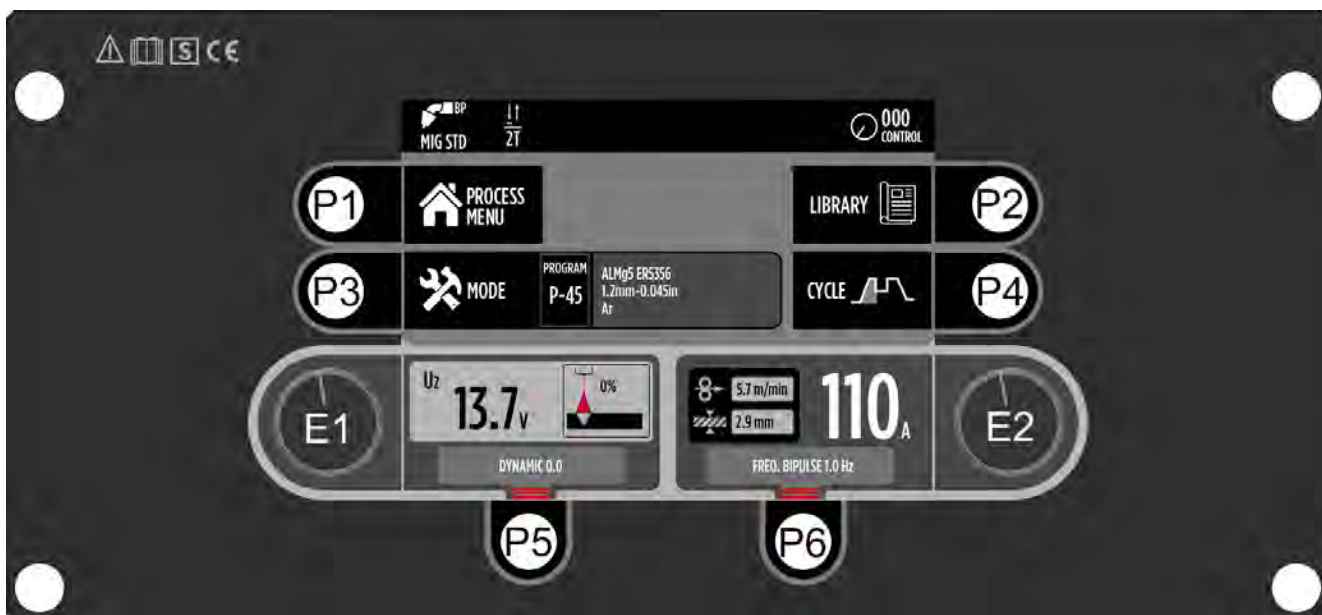 S CE
BP
MIG STD
2T
000
CONTROL
P1
PROCESS
MENU
LIBRARY
P2
P3
MODE
PROGRAM
P-45
ALMg5 ER5356
1.2mm-0.045in
Ar
CYCLE
P4
E1
U2
13.7V
0%
DYNAMIC 0.0
5.7 m/min
2.9 mm
110A
FREQ. BIPULSE 1.0 Hz
E2
P5
P6